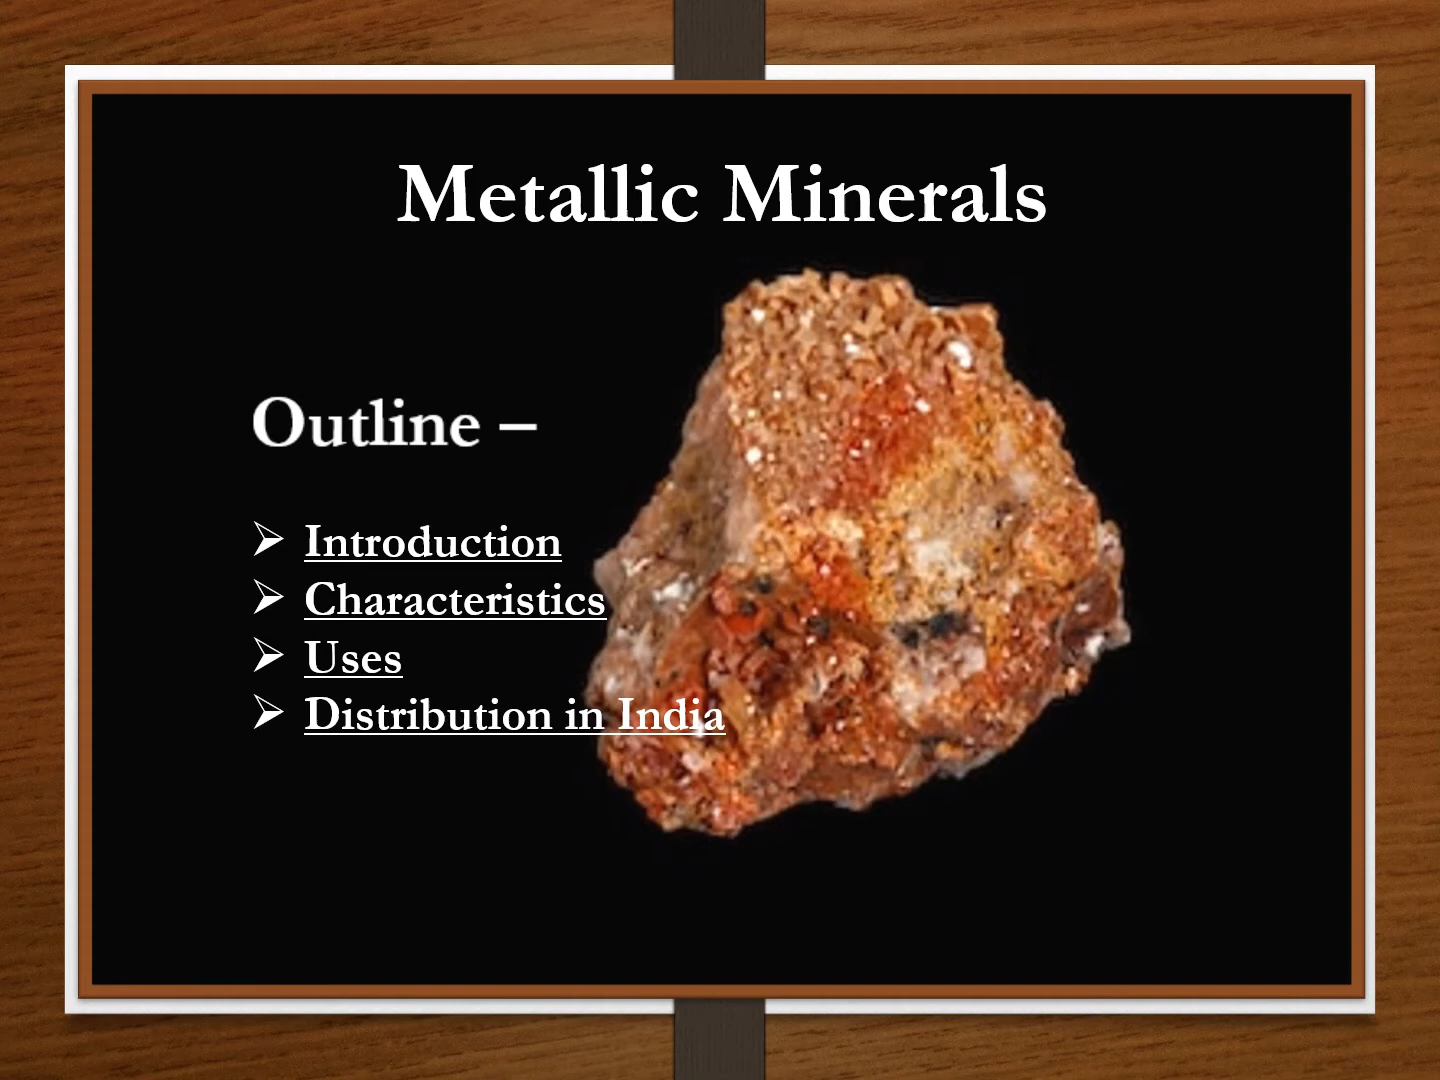 Metallic Minerals
Outline –
➢ Introduction
➢ Characteristics
➢ Uses
➢ Distribution in India